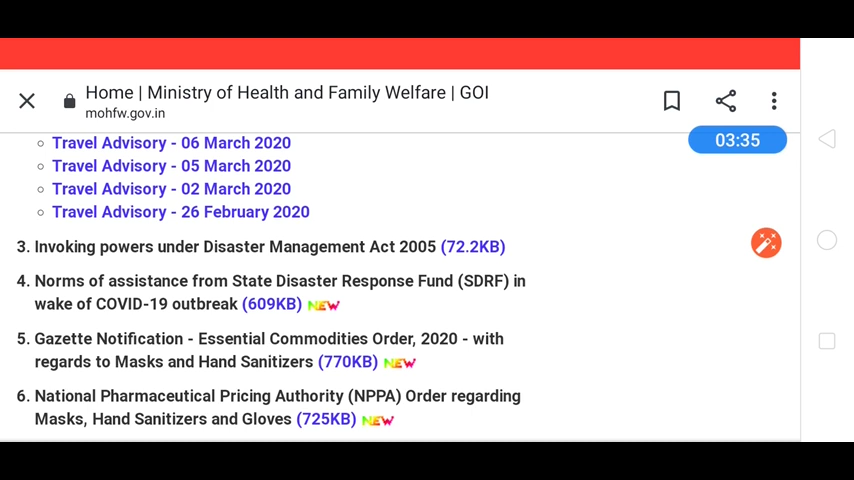 Home | Ministry of Health and Family Welfare | GOI
mohfw.gov.in
03:35
Travel Advisory - 06 March 2020
Travel Advisory - 05 March 2020
Travel Advisory - 02 March 2020
Travel Advisory - 26 February 2020
3. Invoking powers under Disaster Management Act 2005 (72.2KB)
4. Norms of assistance from State Disaster Response Fund (SDRF) in
wake of COVID-19 outbreak (609KB) NEW
5. Gazette Notification - Essential Commodities Order, 2020 - with
regards to Masks and Hand Sanitizers (770KB) NEW
6. National Pharmaceutical Pricing Authority (NPPA) Order regarding
Masks, Hand Sanitizers and Gloves (725KB) NEW